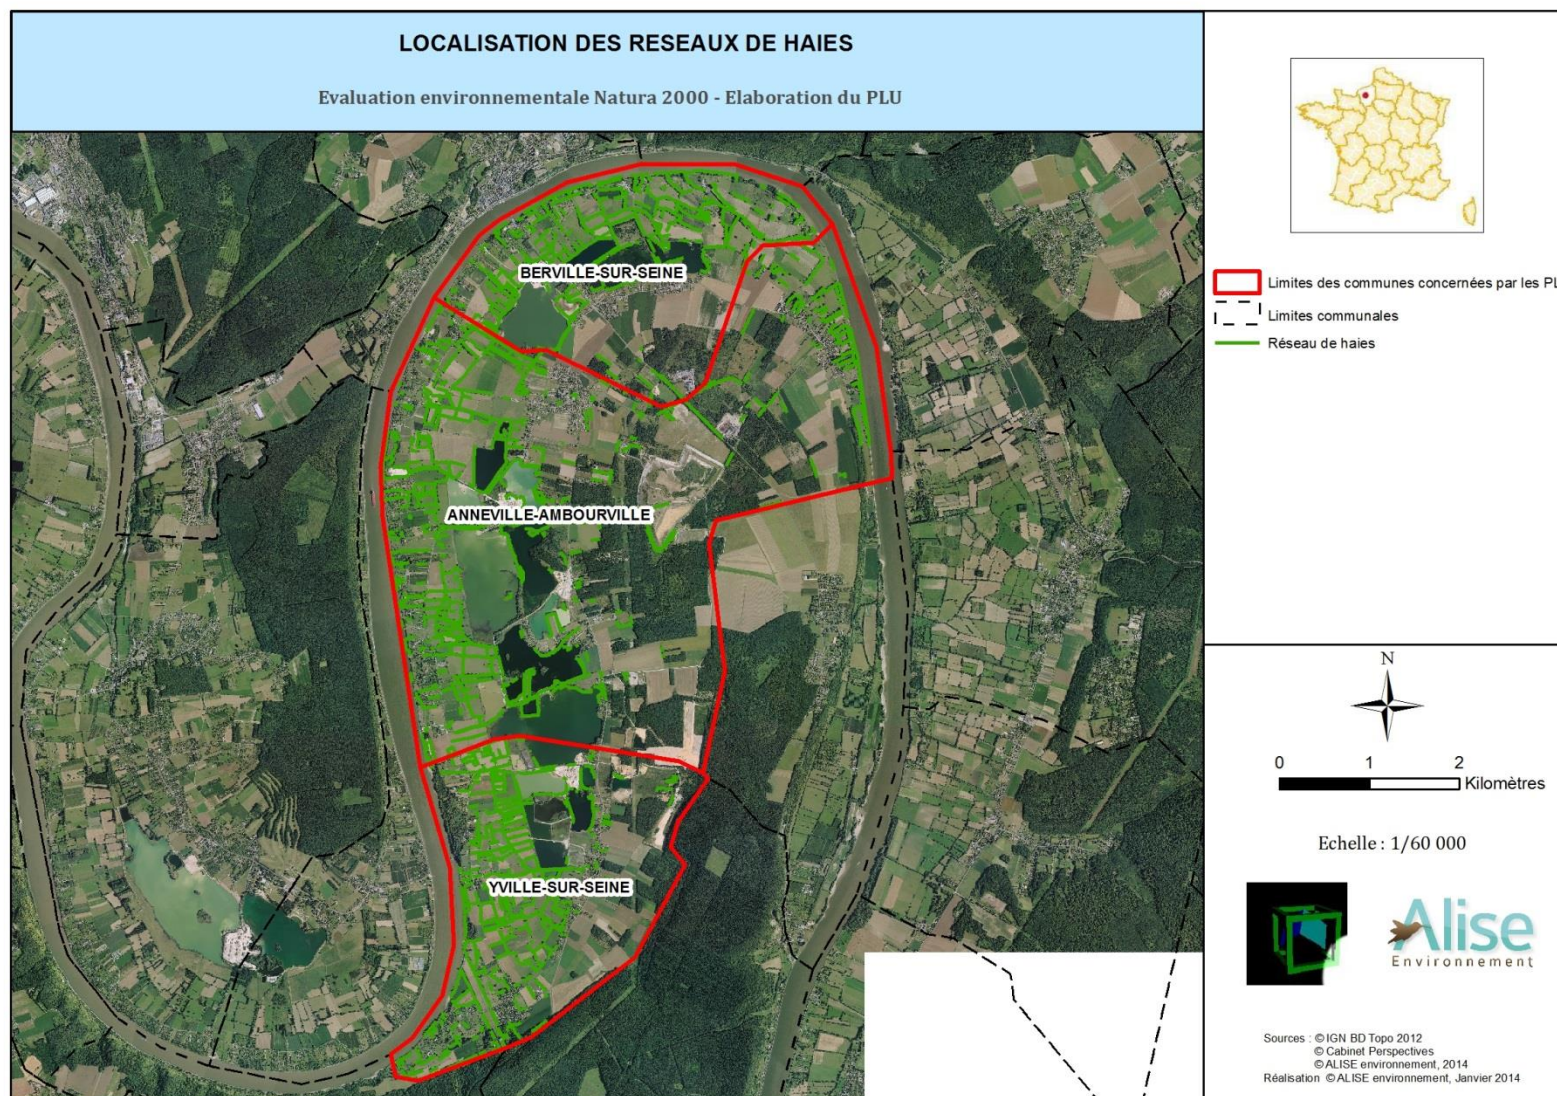 LOCALISATION DES RESEAUX DE HAIES
Evaluation environnementale Natura 2000 - Elaboration du PLU
BERVILLE-SUR-SEINE
ANNEVILLE-AMBOURVILLE
YVILLE-SUR-SEINE
Limites des communes concernées par les PL
Limites communales
Réseau de haies
N
0 1 2
Kilomètres
Echelle : 1/60 000
Alise
Environnement
Sources : © IGN BD Topo 2012
© Cabinet Perspectives
© ALISE environnement, 2014
Réalisation © ALISE environnement, Janvier 2014